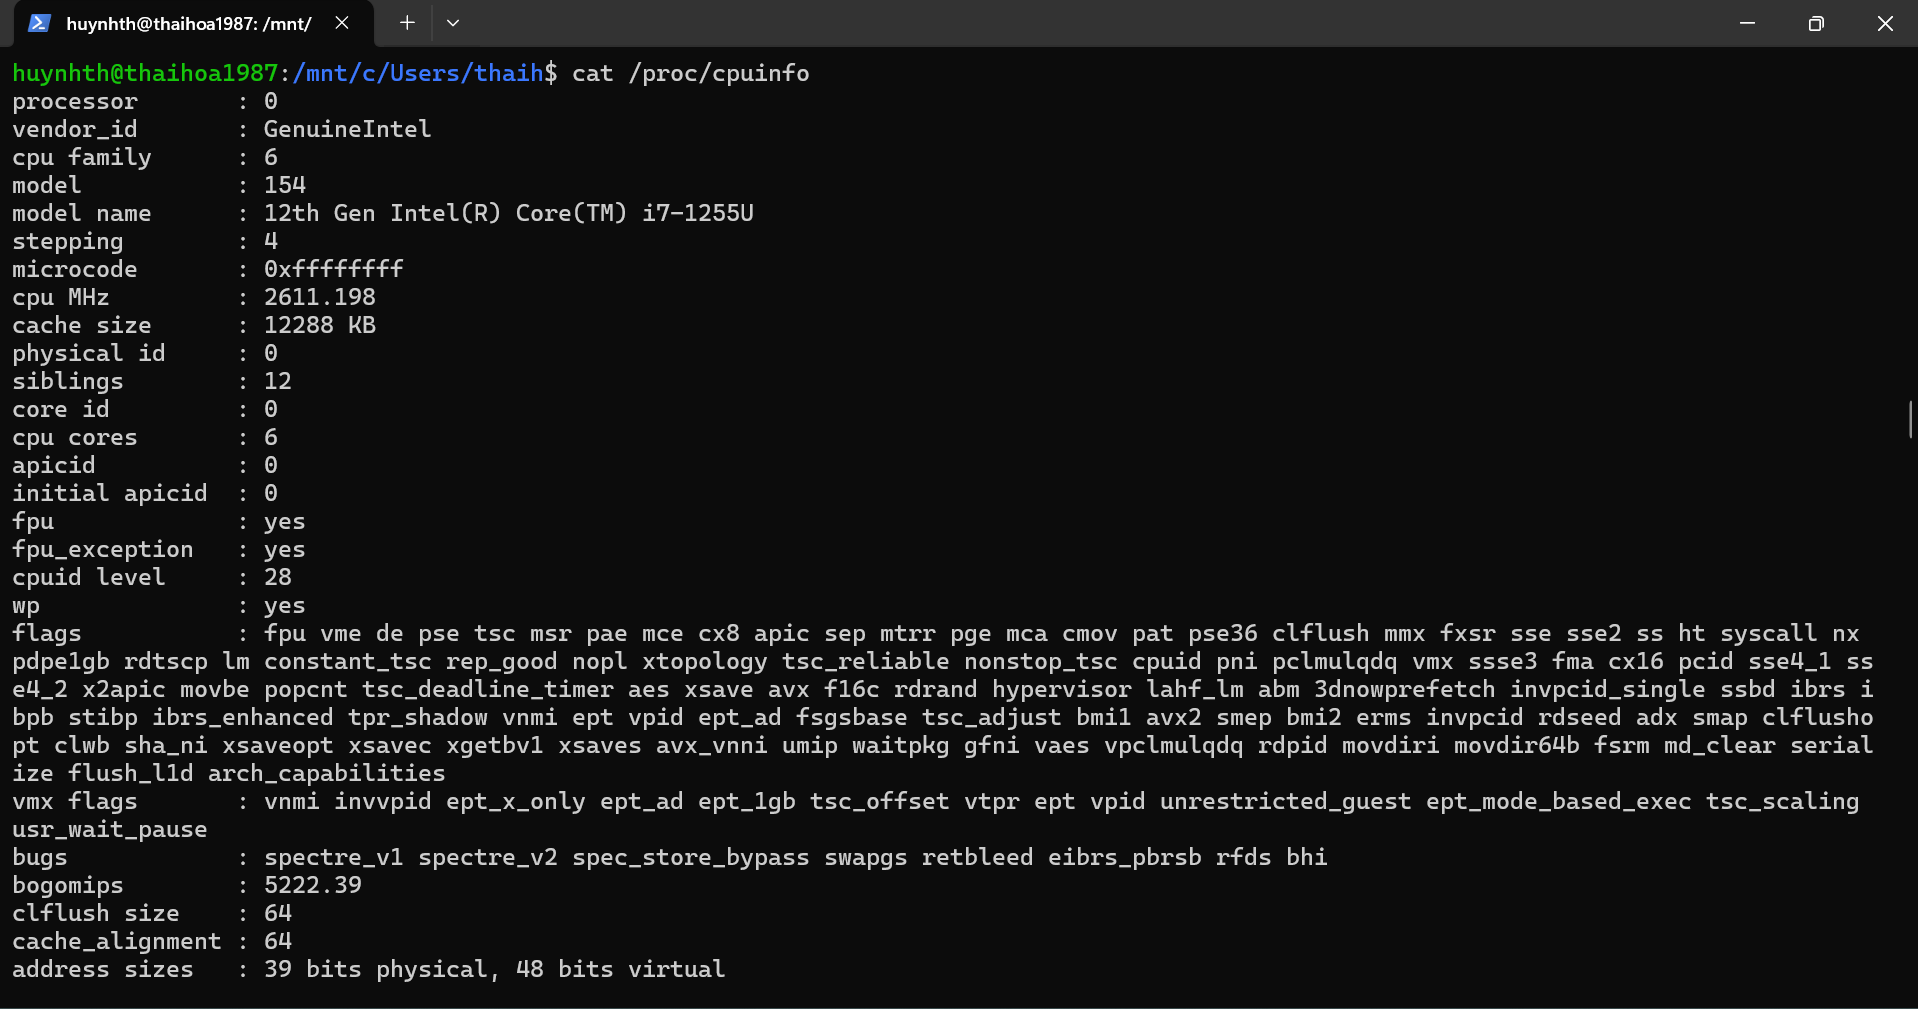 huynhth@thaihoa1987: /mnt/
huynhth@thaihoa1987:/mnt/c/Users/thaih$ cat /proc/cpuinfo
processor       : 0
vendor_id       : GenuineIntel
cpu family      : 6
model           : 154
model name      : 12th Gen Intel(R) Core(TM) i7-1255U
stepping        : 4
microcode       : 0xffffffff
cpu MHz         : 2611.198
cache size      : 12288 KB
physical id     : 0
siblings        : 12
core id         : 0
cpu cores       : 6
apicid          : 0
initial apicid  : 0
fpu             : yes
fpu_exception   : yes
cpuid level     : 28
wp              : yes
flags           : fpu vme de pse tsc msr pae mce cx8 apic sep mtrr pge mca cmov pat pse36 clflush mmx fxsr sse sse2 ss ht syscall nx
pdpe1gb rdtscp lm constant_tsc rep_good nopl xtopology tsc_reliable nonstop_tsc cpuid pni pclmulqdq vmx ssse3 fma cx16 pcid sse4_1 ss
e4_2 x2apic movbe popcnt tsc_deadline_timer aes xsave avx f16c rdrand hypervisor lahf_lm abm 3dnowprefetch invpcid_single ssbd ibrs i
bpb stibp ibrs_enhanced tpr_shadow vnmi ept vpid ept_ad fsgsbase tsc_adjust bmi1 avx2 smep bmi2 erms invpcid rdseed adx smap clflusho
pt clwb sha_ni xsaveopt xsavec xgetbv1 xsaves avx_vnni umip waitpkg gfni vaes vpclmulqdq rdpid movdiri movdir64b fsrm md_clear serial
ize flush_l1d arch_capabilities
vmx flags       : vnmi invvpid ept_x_only ept_ad ept_1gb tsc_offset vtpr ept vpid unrestricted_guest ept_mode_based_exec tsc_scaling
usr_wait_pause
bugs            : spectre_v1 spectre_v2 spec_store_bypass swapgs retbleed eibrs_pbrsb rfds bhi
bogomips        : 5222.39
clflush size    : 64
cache_alignment : 64
address sizes   : 39 bits physical, 48 bits virtual